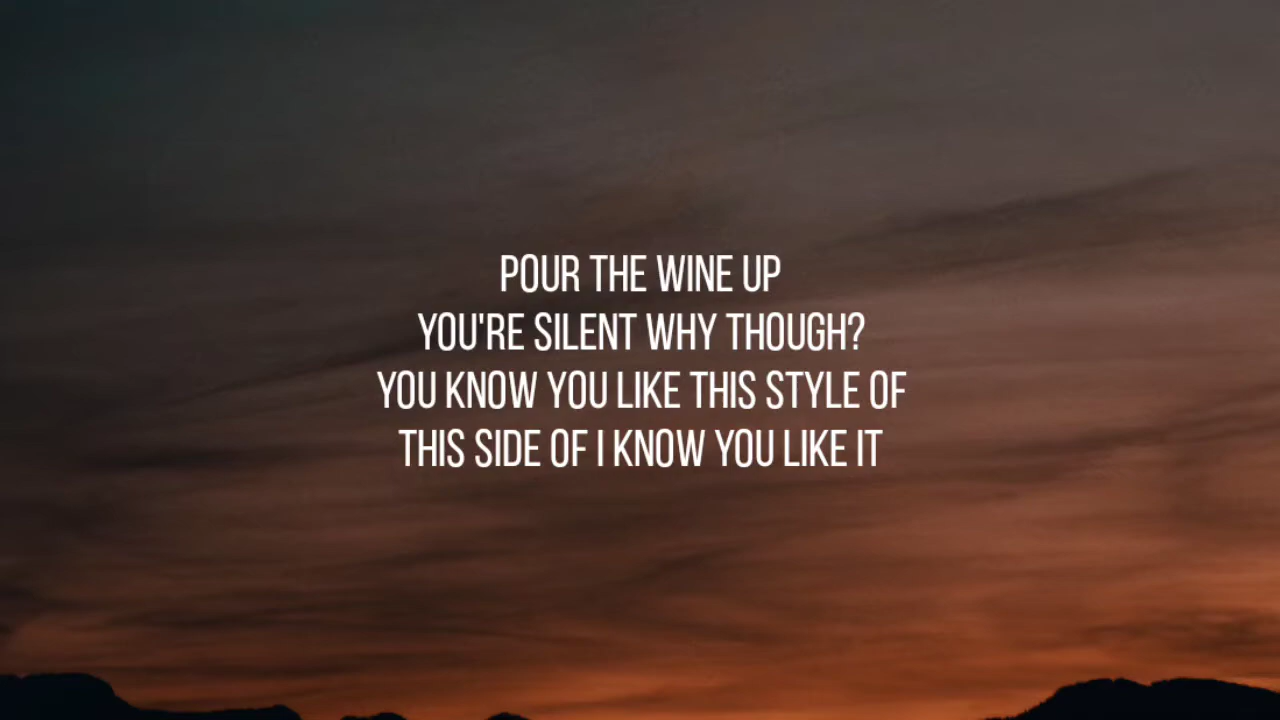 POUR THE WINE UP
YOU'RE SILENT WHY THOUGH?
YOU KNOW YOU LIKE THIS STYLE OF
THIS SIDE OF I KNOW YOU LIKE IT